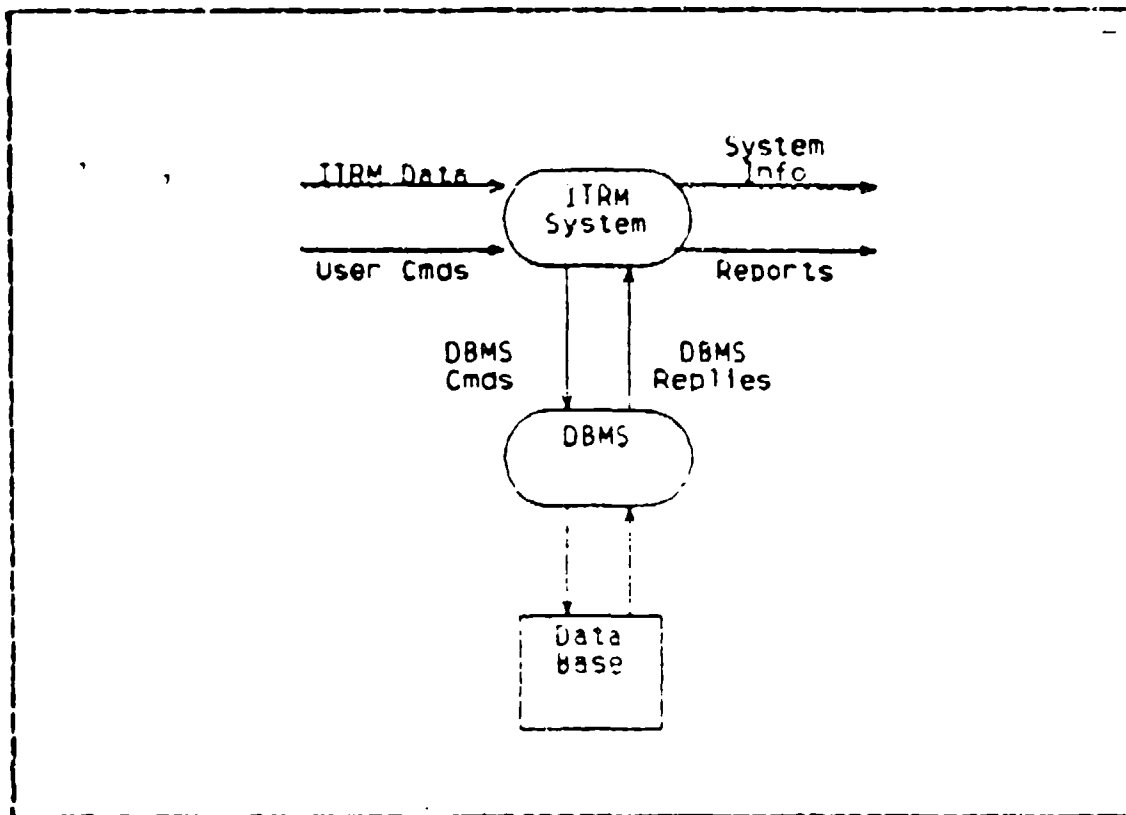 ITRM Data
System
Info
ITRM
System
User Cmds
Reports
DBMS
Cmds
DBMS
Replies
DBMS
Data
Base